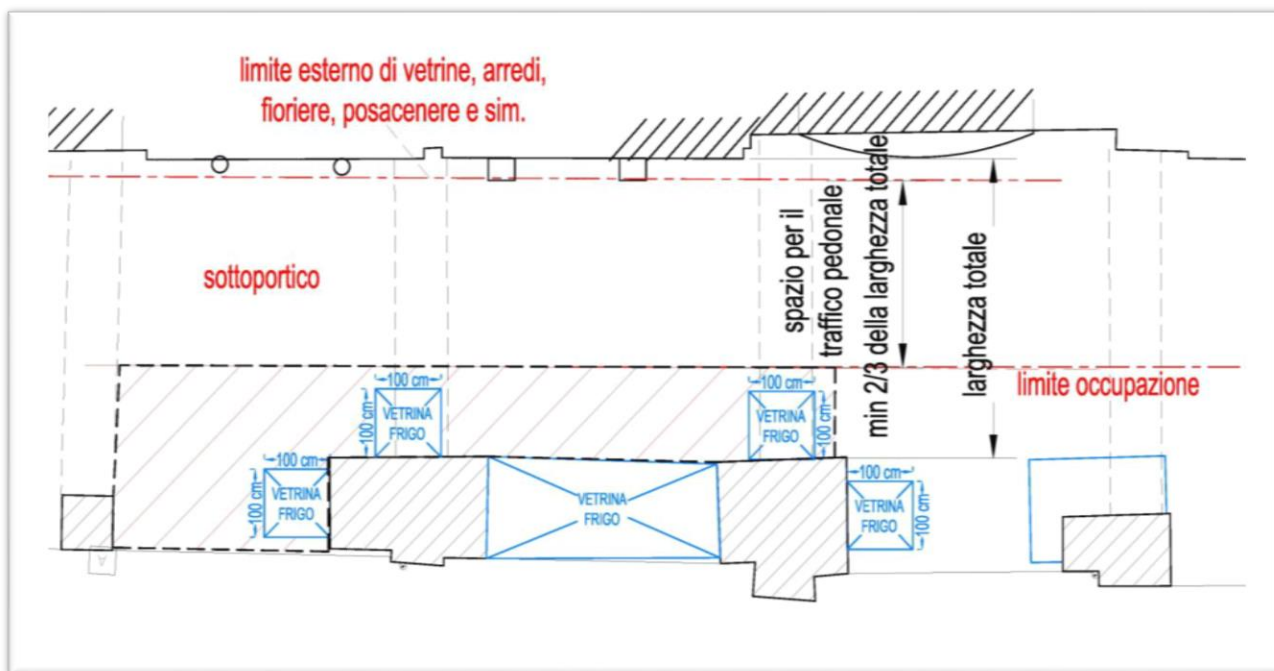 limite esterno di vetrine, arredi,
fioriere, posacenere e sim.
sottoportico
spazio per il
traffico pedonale
min 2/3 della larghezza totale
larghezza totale
limite occupazione
100 cm
100 cm
VETRINA
FRIGO
100 cm
100 cm
VETRINA
FRIGO
100 cm
100 cm
VETRINA
FRIGO
VETRINA
FRIGO
100 cm
100 cm
VETRINA
FRIGO